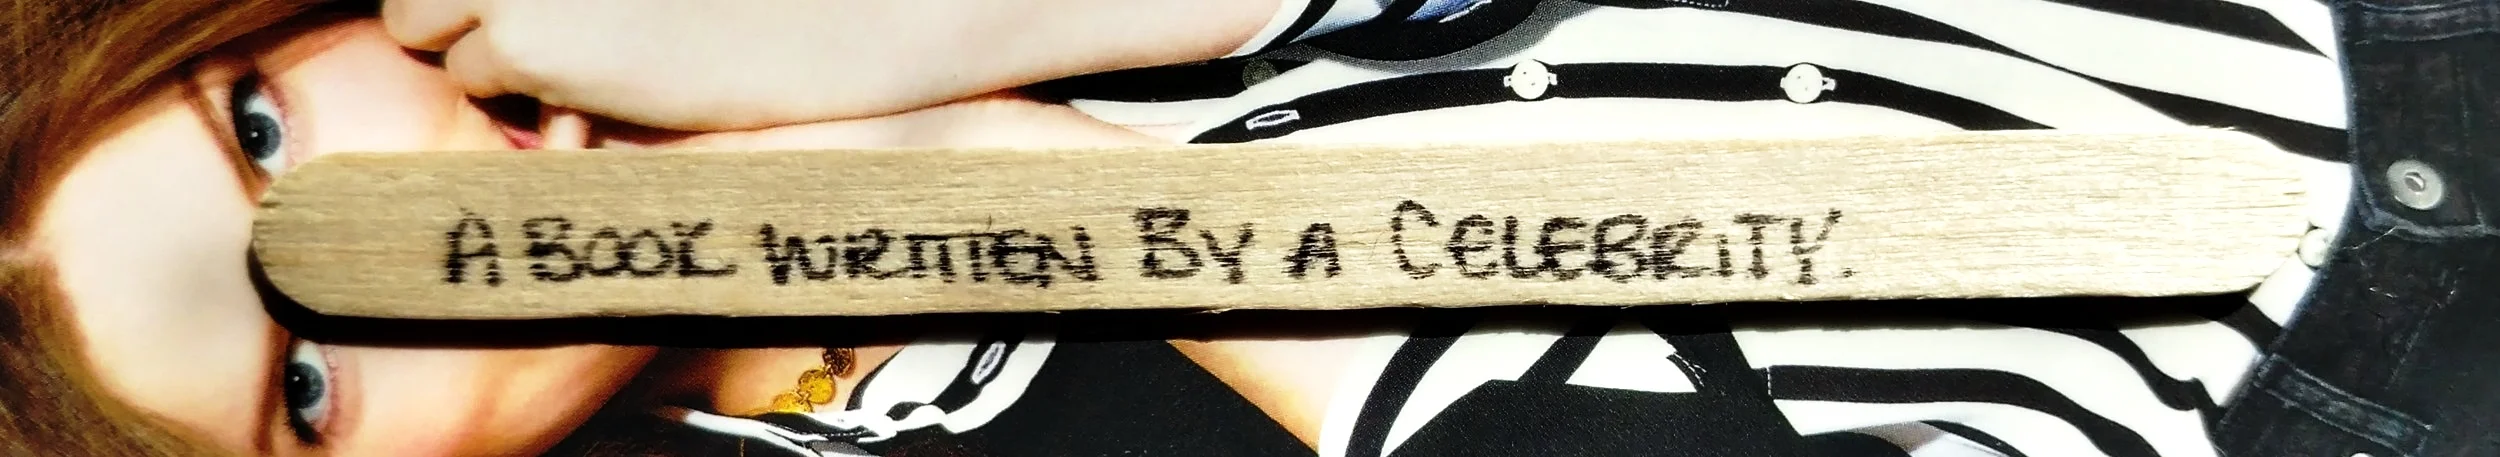 A BOOK WRITTEN BY A CELEBRITY.